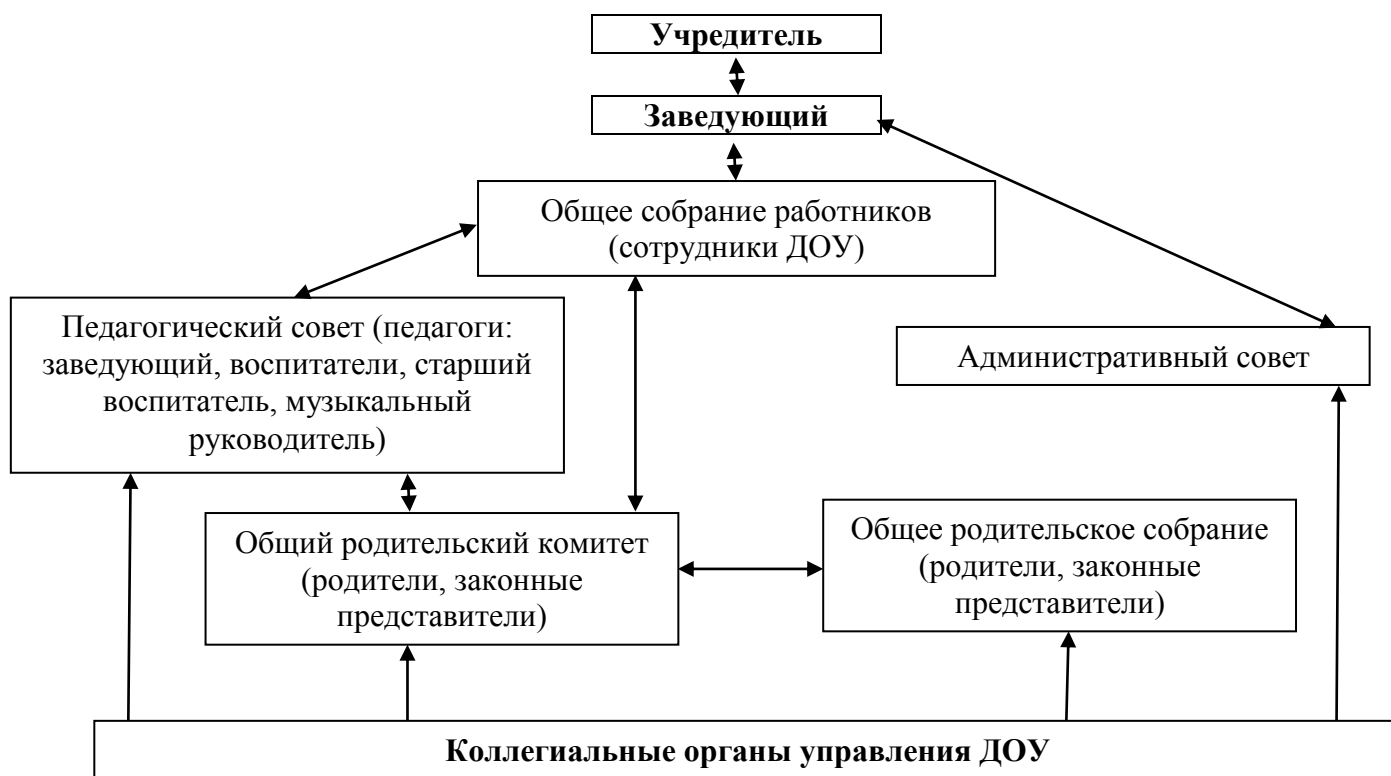 Учредитель
Заведующий
Общее собрание работников
(сотрудники ДОУ)
Педагогический совет (педагоги:
заведующий, воспитатели, старший
воспитатель, музыкальный
руководитель)
Административный совет
Общий родительский комитет
(родители, законные
представители)
Общее родительское собрание
(родители, законные
представители)
Коллегиальные органы управления ДОУ